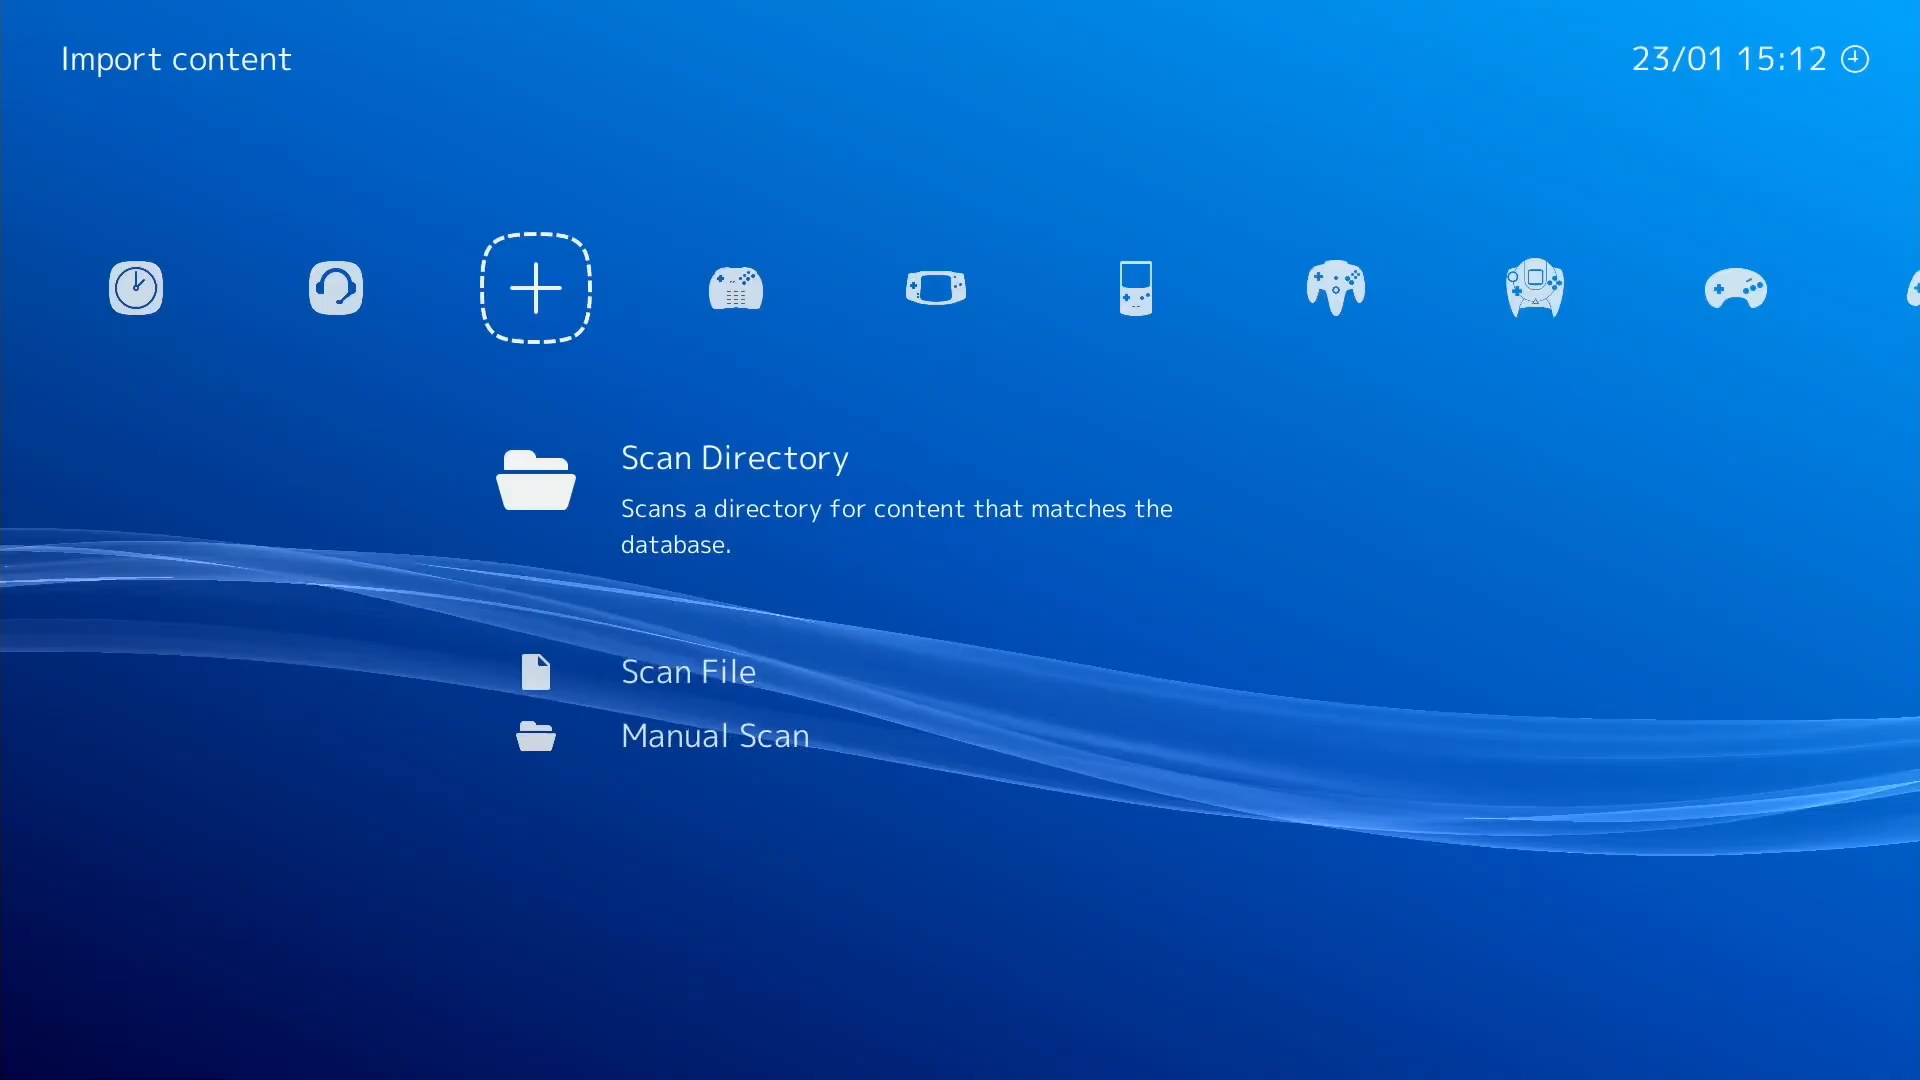 Import content
23/01 15:12
Scan Directory
Scans a directory for content that matches the
database.
Scan File
Manual Scan